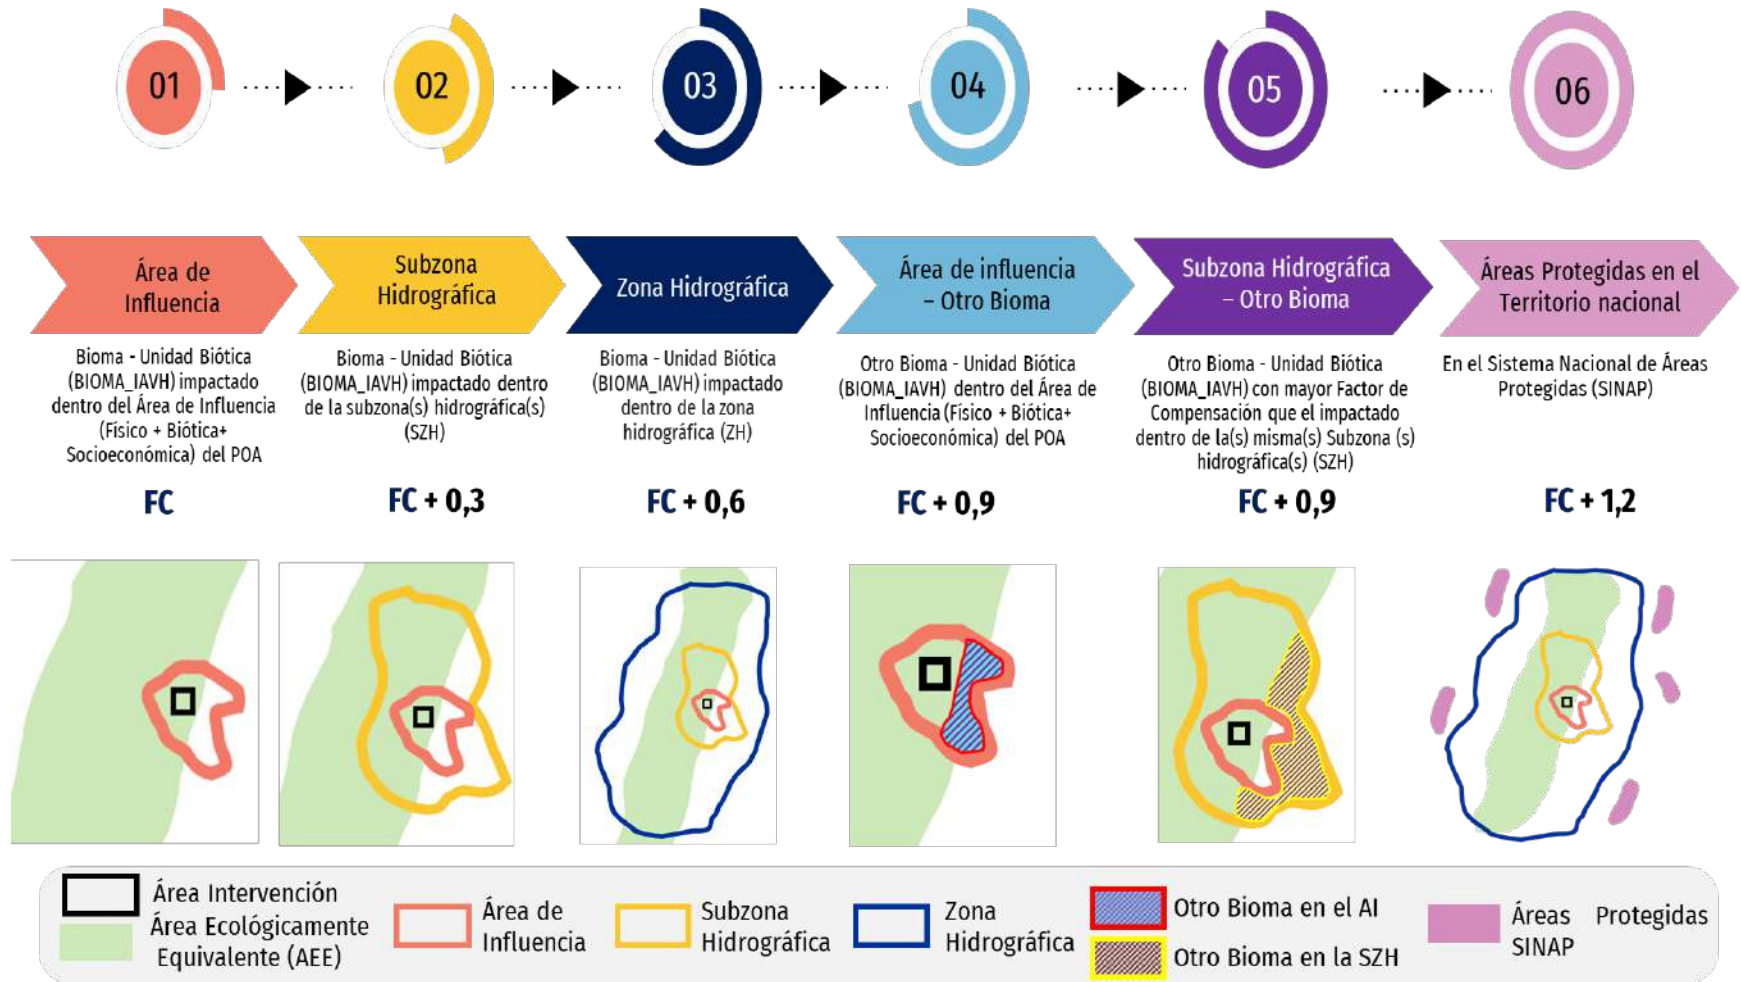 01
02
03
04
05
06
Área de
Influencia
Subzona
Hidrográfica
Zona Hidrográfica
Área de influencia
– Otro Bioma
Subzona Hidrográfica
– Otro Bioma
Áreas Protegidas en el
Territorio nacional
Bioma - Unidad Biótica
(BIOMA_IAVH) impactado
dentro del Área de Influencia
(Físico + Biótica+
Socioeconómica) del POA
Bioma - Unidad Biótica
(BIOMA_IAVH) impactado dentro
de la subzona(s) hidrográfica(s)
(SZH)
Bioma - Unidad Biótica
(BIOMA_IAVH) impactado
dentro de la zona
hidrográfica (ZH)
Otro Bioma - Unidad Biótica
(BIOMA_IAVH) dentro del Área de
Influencia (Físico + Biótica+
Socioeconómica) del POA
Otro Bioma - Unidad Biótica
(BIOMA_IAVH) con mayor Factor de
Compensación que el impactado
dentro de la(s) misma(s) Subzona (s)
hidrográfica(s) (SZH)
En el Sistema Nacional de Áreas
Protegidas (SINAP)
FC
FC + 0,3
FC + 0,6
FC + 0,9
FC + 0,9
FC + 1,2
Área Intervención
Área Ecológicamente
Equivalente (AEE)
Área de
Influencia
Subzona
Hidrográfica
Zona
Hidrográfica
Otro Bioma en el AI
Otro Bioma en la SZH
Áreas Protegidas
SINAP